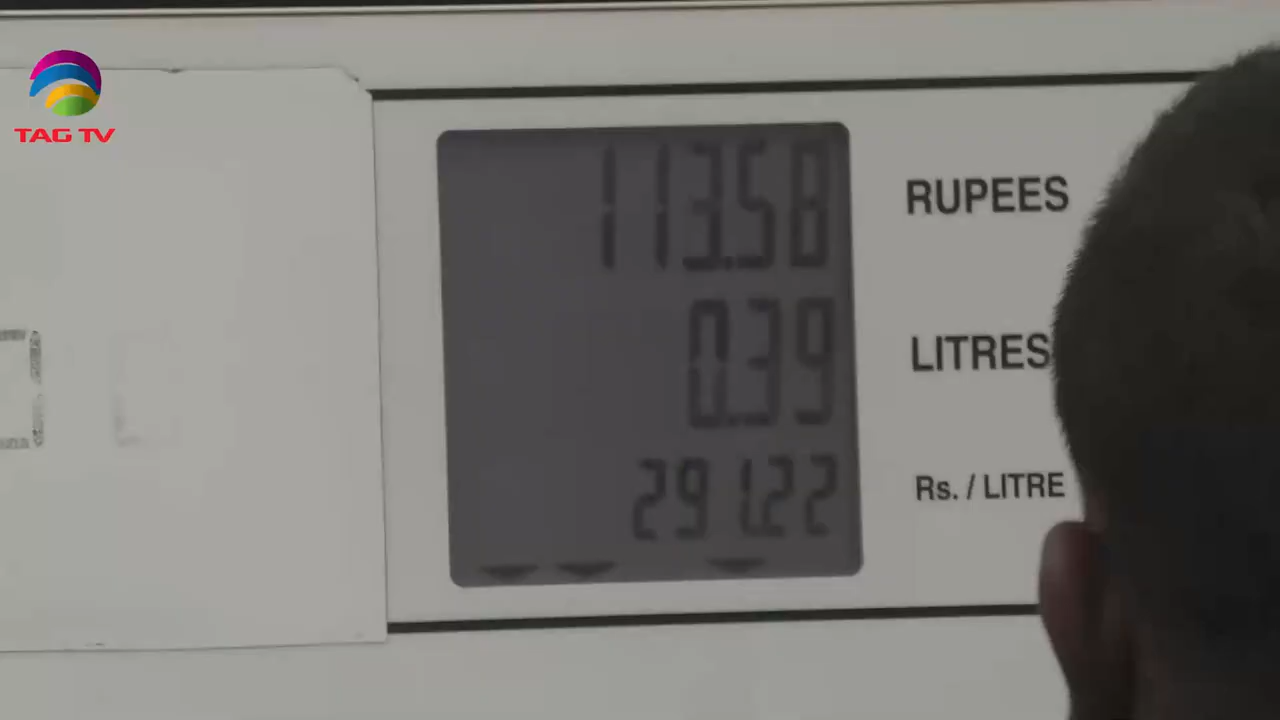 TAG TV
113.58 RUPEES
0.39 LITRES
291.22 Rs. / LITRE